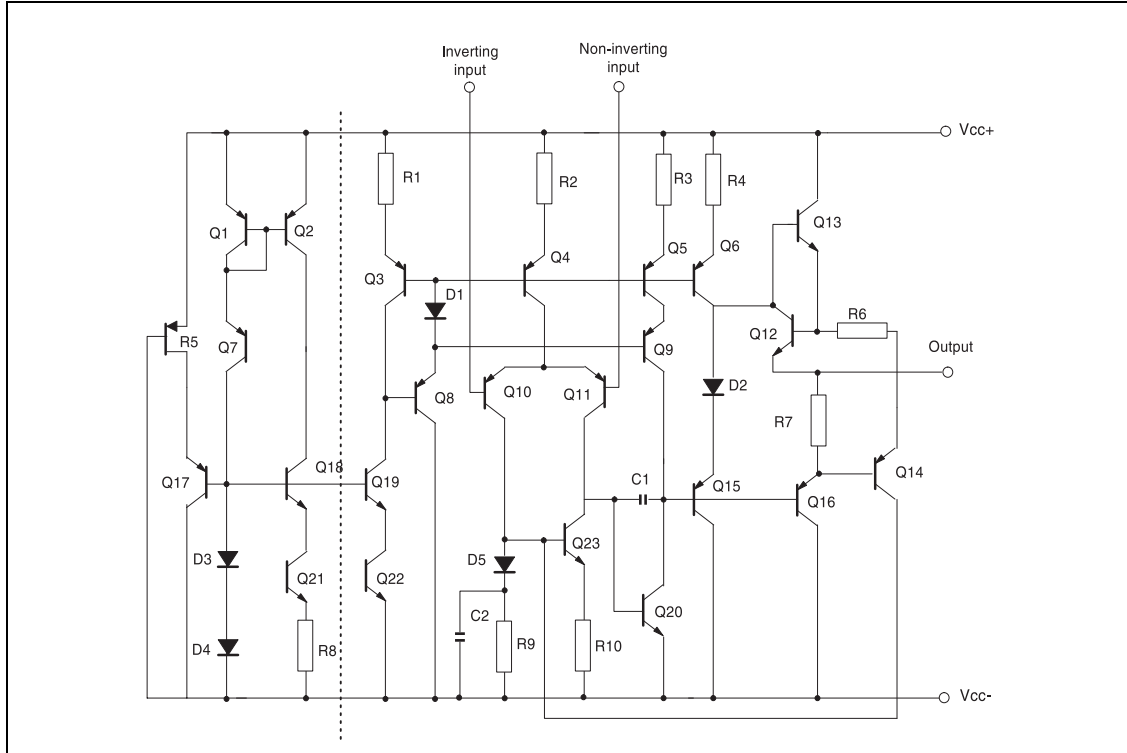 Inverting
input
Non-inverting
input
Vcc+
R1
R2
R3
R4
Q1
Q2
Q13
Q3
Q4
Q5
Q6
D1
R5
Q7
Q12
R6
Q9
Output
Q8
Q10
Q11
D2
R7
Q17
Q18
Q19
C1
Q15
Q16
Q14
D3
Q23
D5
Q21
Q22
C2
Q20
D4
R8
R9
R10
Vcc-